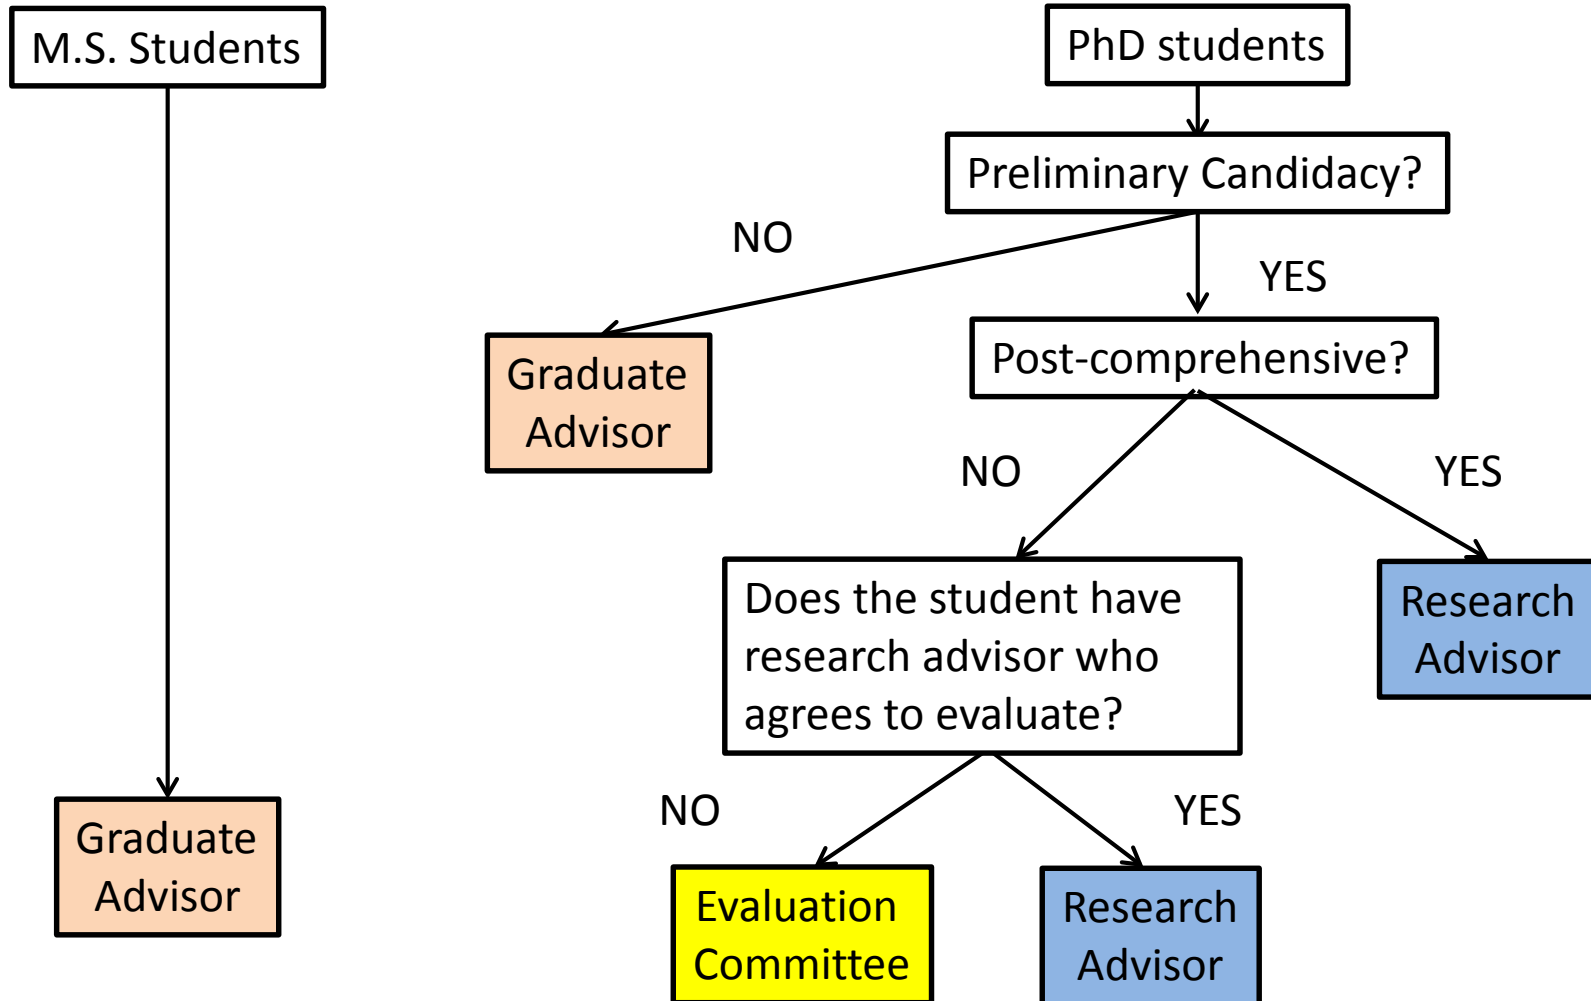 M.S. Students
PhD students
Preliminary Candidacy?
NO
YES
Graduate
Advisor
Post-comprehensive?
NO
YES
Does the student have
research advisor who
agrees to evaluate?
Research
Advisor
NO
YES
Graduate
Advisor
Evaluation
Committee
Research
Advisor